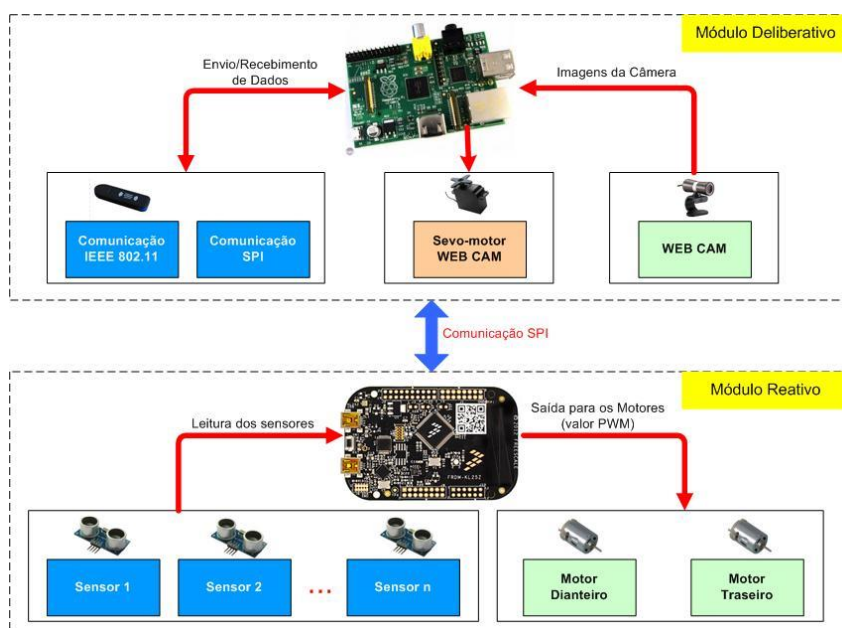 Módulo Deliberativo
Envio/Recebimento
de Dados
Imagens da Câmera
Comunicação
IEEE 802.11
Comunicação
SPI
Sevo-motor
WEB CAM
WEB CAM
Comunicação SPI
Módulo Reativo
Leitura dos sensores
Saída para os Motores
(valor PWM)
FRDM-KL25Z
Sensor 1
Sensor 2
...
Sensor n
Motor
Dianteiro
Motor
Traseiro